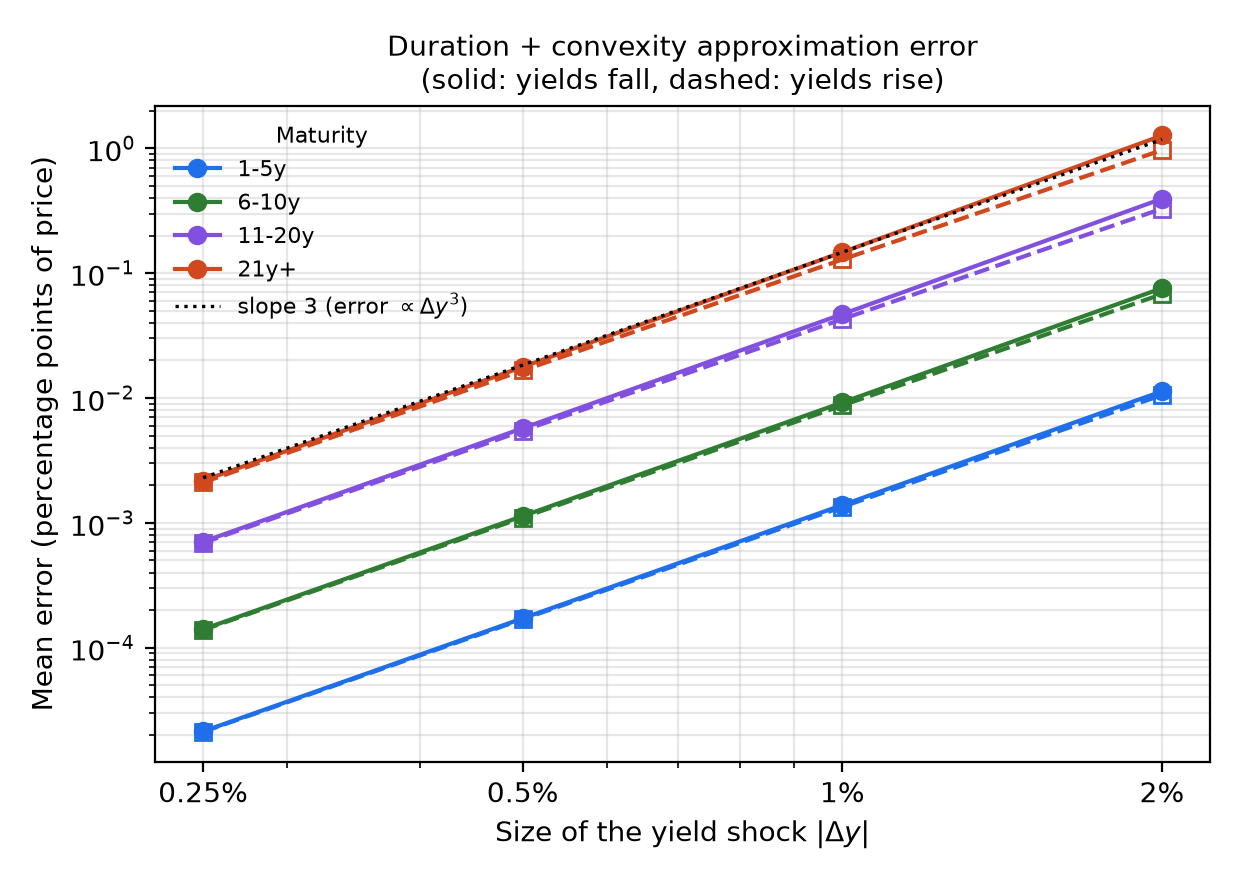 Duration + convexity approximation error
(solid: yields fall, dashed: yields rise)
Mean error (percentage points of price)
10⁰
10⁻¹
10⁻²
10⁻³
10⁻⁴
Maturity
1-5y
6-10y
11-20y
21y+
slope 3 (error ∝ Δy³)
0.25%
0.5%
1%
2%
Size of the yield shock |Δy|